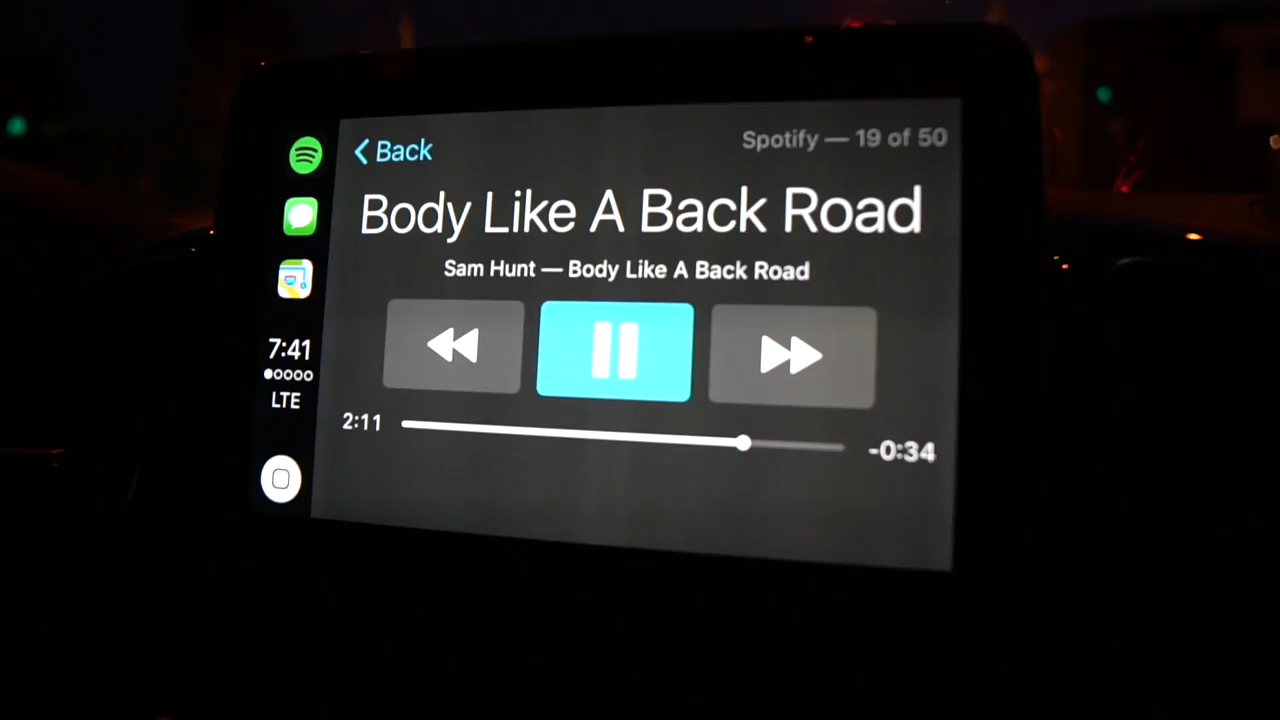 Back
Spotify — 19 of 50
Body Like A Back Road
Sam Hunt — Body Like A Back Road
7:41
LTE
2:11
-0:34